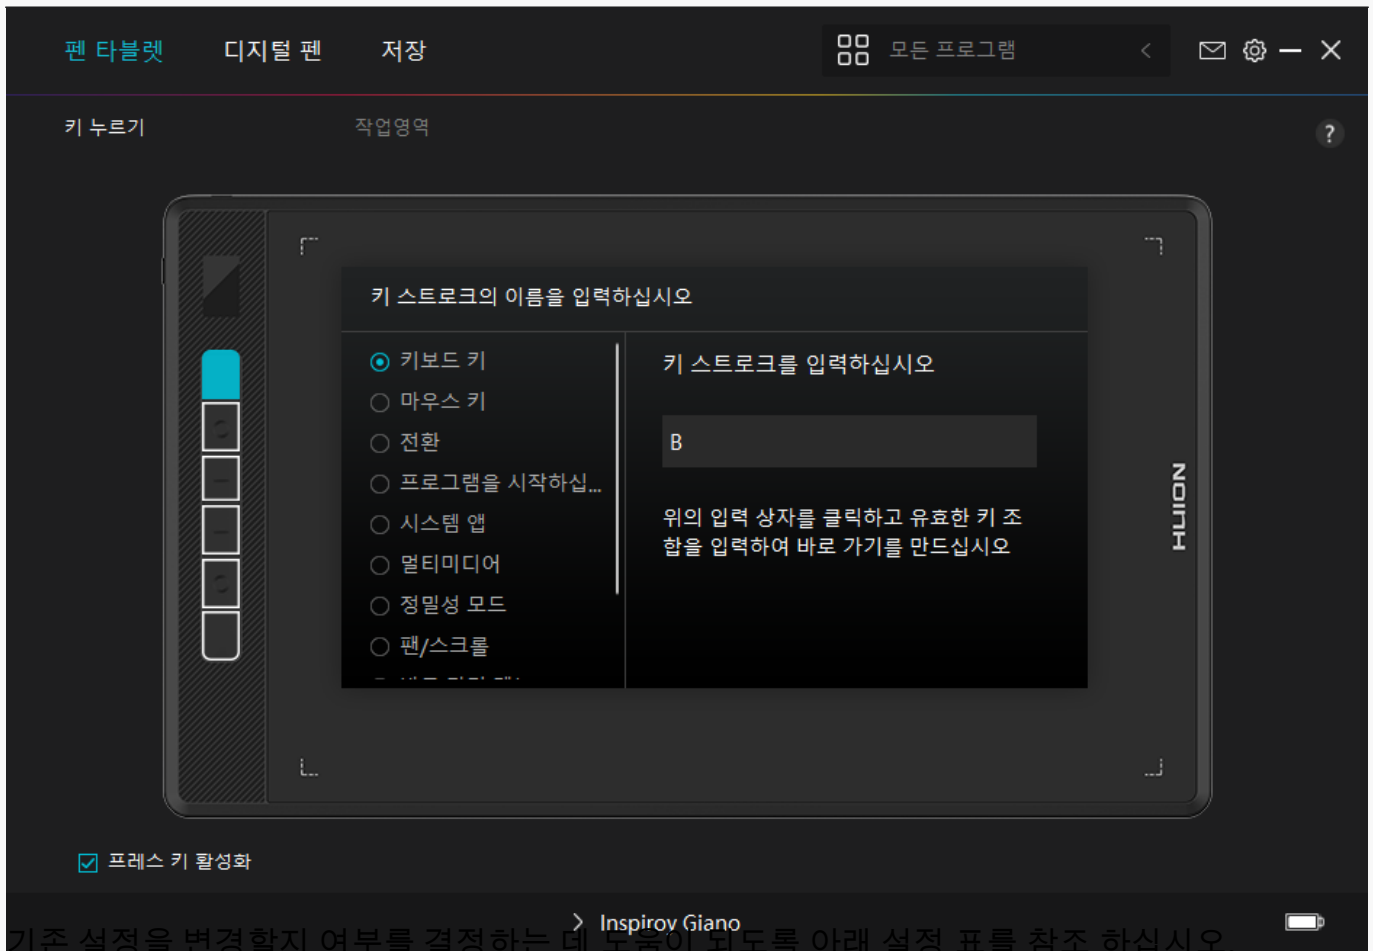 펜 타블렛 디지털 펜 저장 모든 프로그램
키 누르기 작업영역 ?
키 스트로크의 이름을 입력하십시오
키보드 키
마우스 키
전환
프로그램을 시작하십...
시스템 앱
멀티미디어
정밀성 모드
팬/스크롤
키 스트로크를 입력하십시오
B
위의 입력 상자를 클릭하고 유효한 키 조
합을 입력하여 바로 가기를 만드십시오
HUION
프레스 키 활성화
Inspiroy Giano
기존 설정을 변경할지 여부를 결정하는 데 도움이 되도록 아래 설정 표를 참조 하십시오